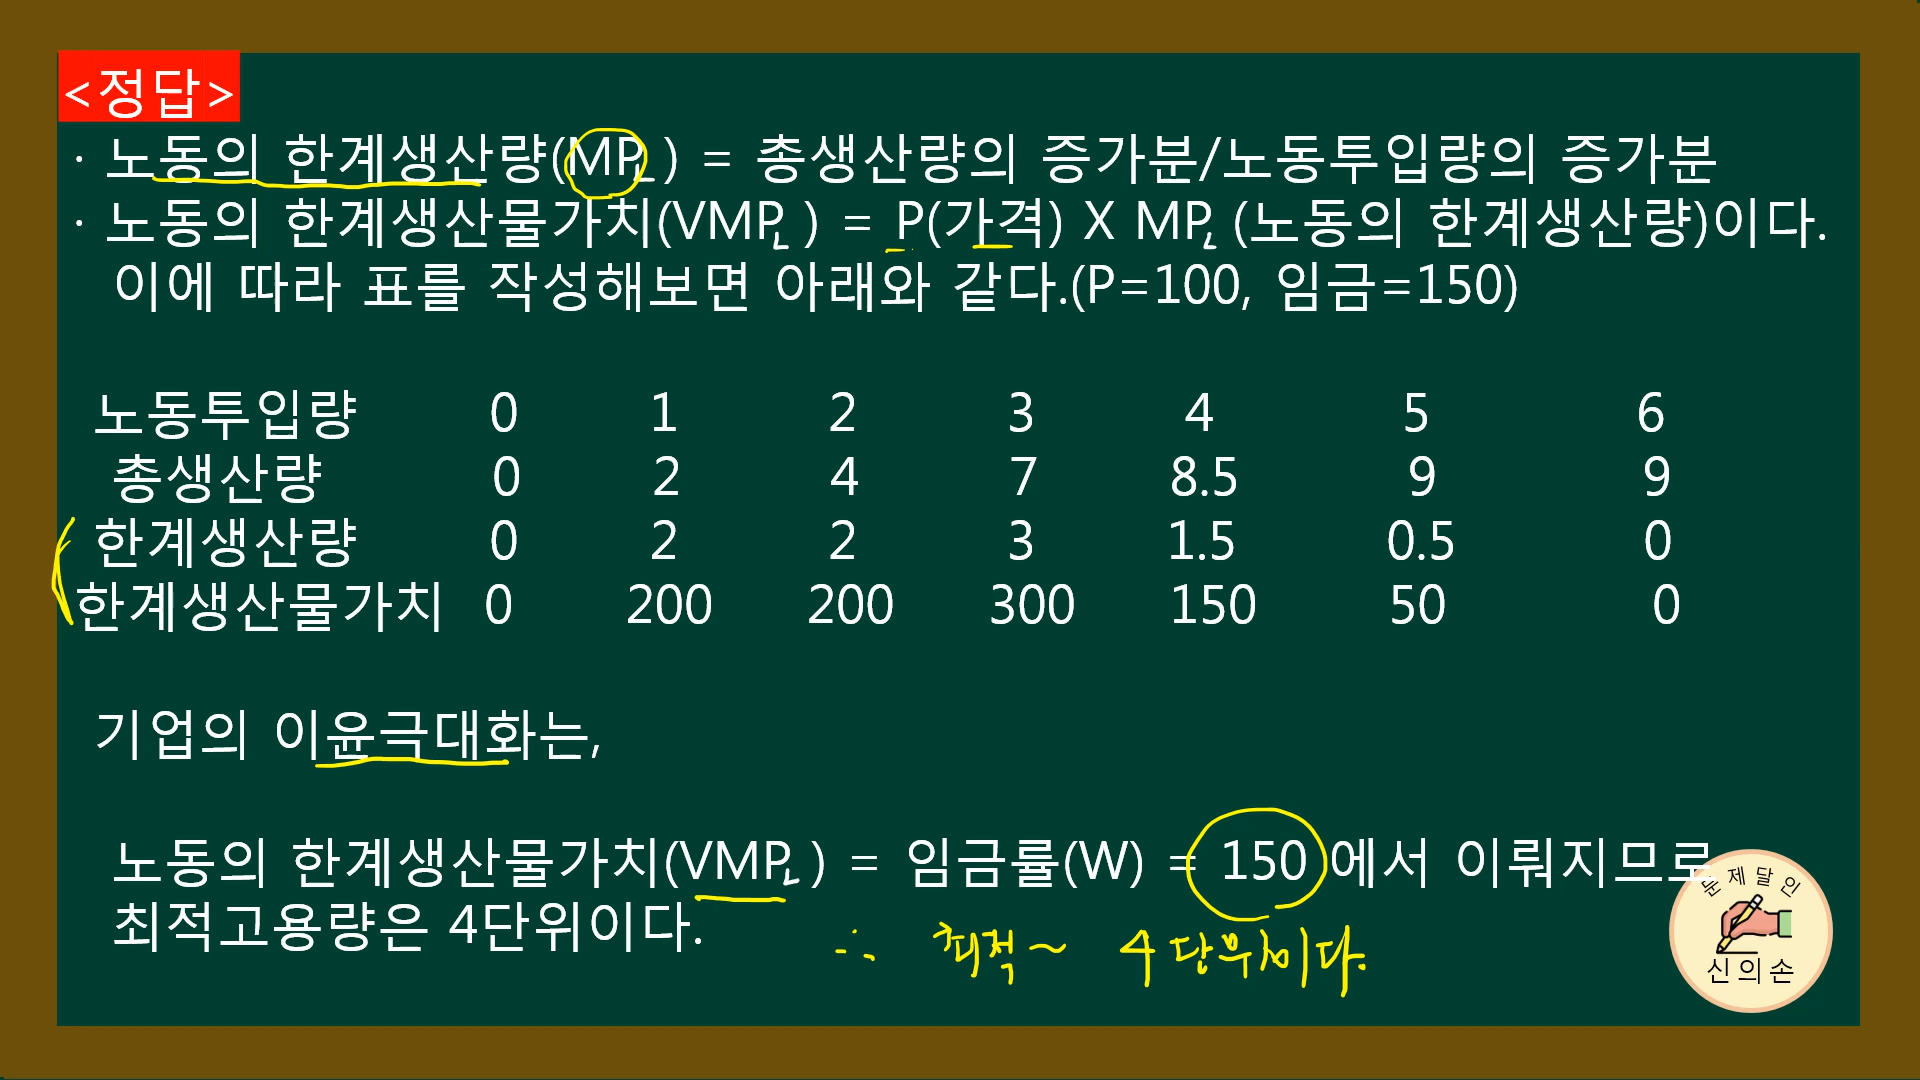 <정답>
· 노동의 한계생산량(MPL) = 총생산량의 증가분/노동투입량의 증가분
· 노동의 한계생산물가치(VMPL) = P(가격) X MPL (노동의 한계생산량)이다.
이에 따라 표를 작성해보면 아래와 같다.(P=100, 임금=150)
노동투입량 0 1 2 3 4 5 6
총생산량 0 2 4 7 8.5 9 9
한계생산량 0 2 2 3 1.5 0.5 0
한계생산물가치 0 200 200 300 150 50 0
기업의 이윤극대화는,
노동의 한계생산물가치(VMPL) = 임금률(W) = 150 에서 이뤄지므로
최적고용량은 4단위이다.
∴ 최적~ 4단위이다.
문제달인
신의손